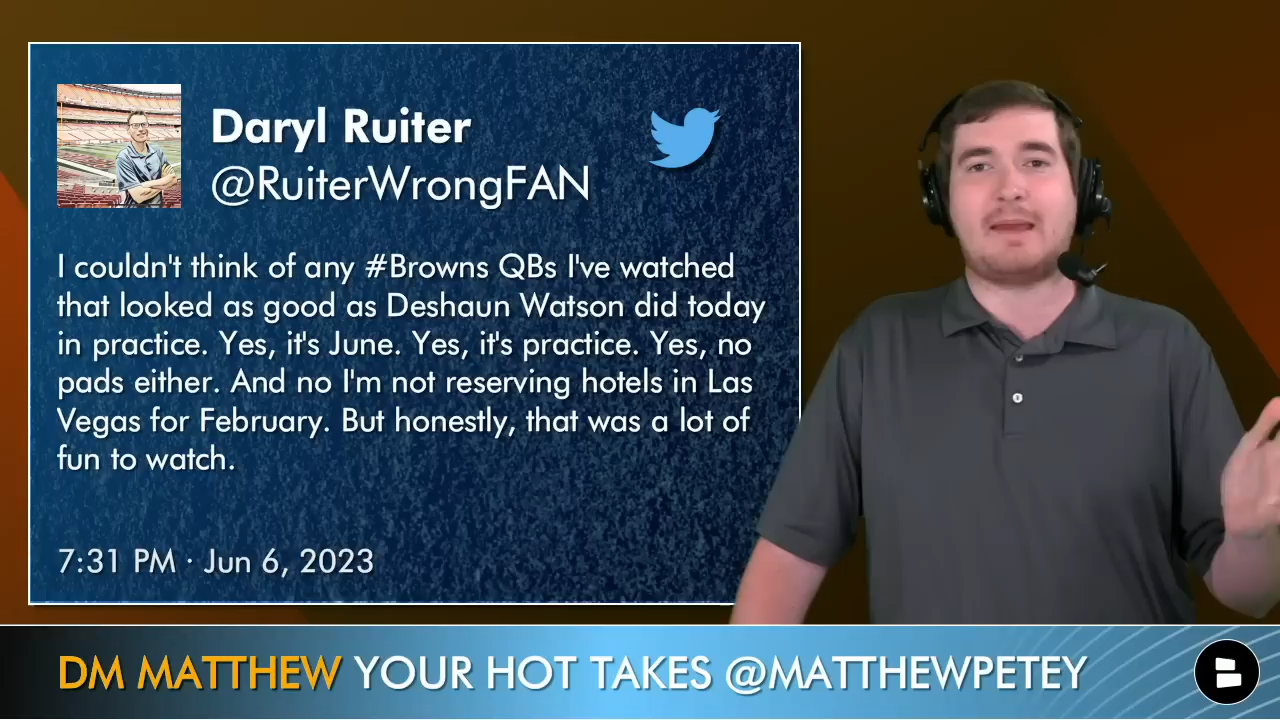 Daryl Ruiter
@RuiterWrongFAN
I couldn't think of any #Browns QBs I've watched
that looked as good as Deshaun Watson did today
in practice. Yes, it's June. Yes, it's practice. Yes, no
pads either. And no I'm not reserving hotels in Las
Vegas for February. But honestly, that was a lot of
fun to watch.
7:31 PM · Jun 6, 2023
DM MATTHEW YOUR HOT TAKES @MATTHEWPETEY